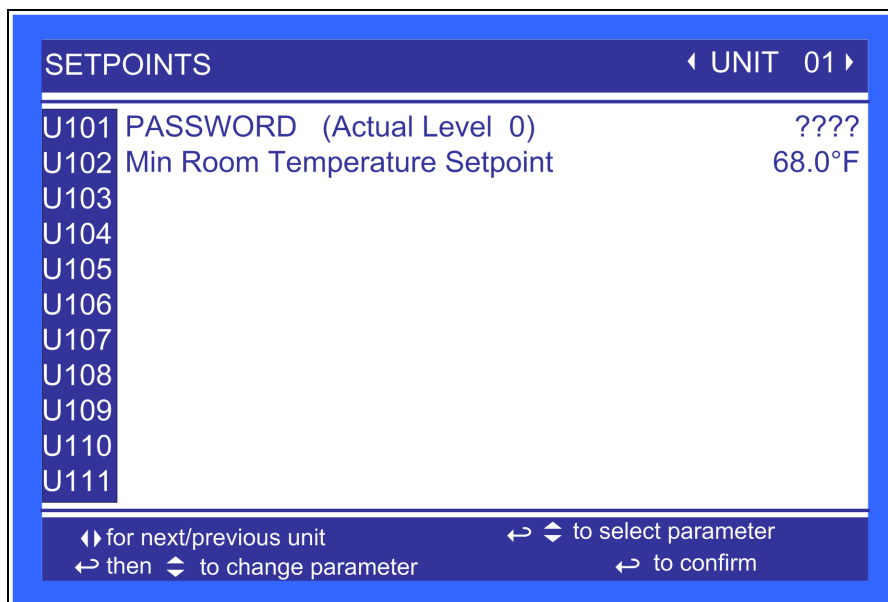 SETPOINTS UNIT 01
U101 PASSWORD (Actual Level 0) ????
U102 Min Room Temperature Setpoint 68.0°F
U103
U104
U105
U106
U107
U108
U109
U110
U111
for next/previous unit to select parameter
then to change parameter to confirm